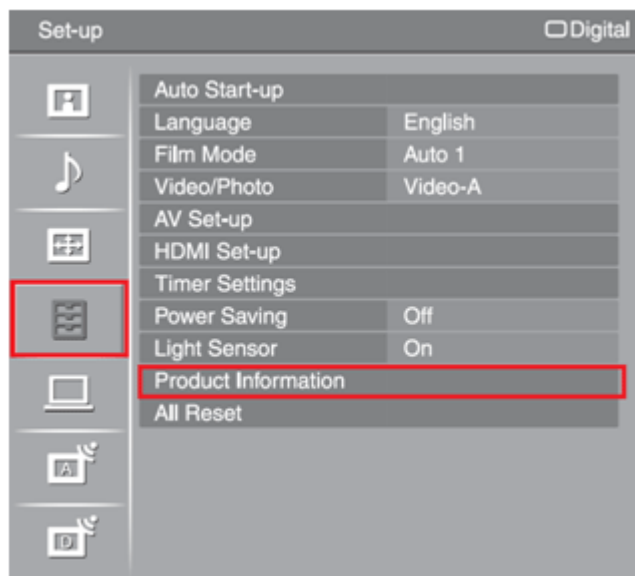 Set-up Digital
Auto Start-up
Language English
Film Mode Auto 1
Video/Photo Video-A
AV Set-up
HDMI Set-up
Timer Settings
Power Saving Off
Light Sensor On
Product Information
All Reset
A
D